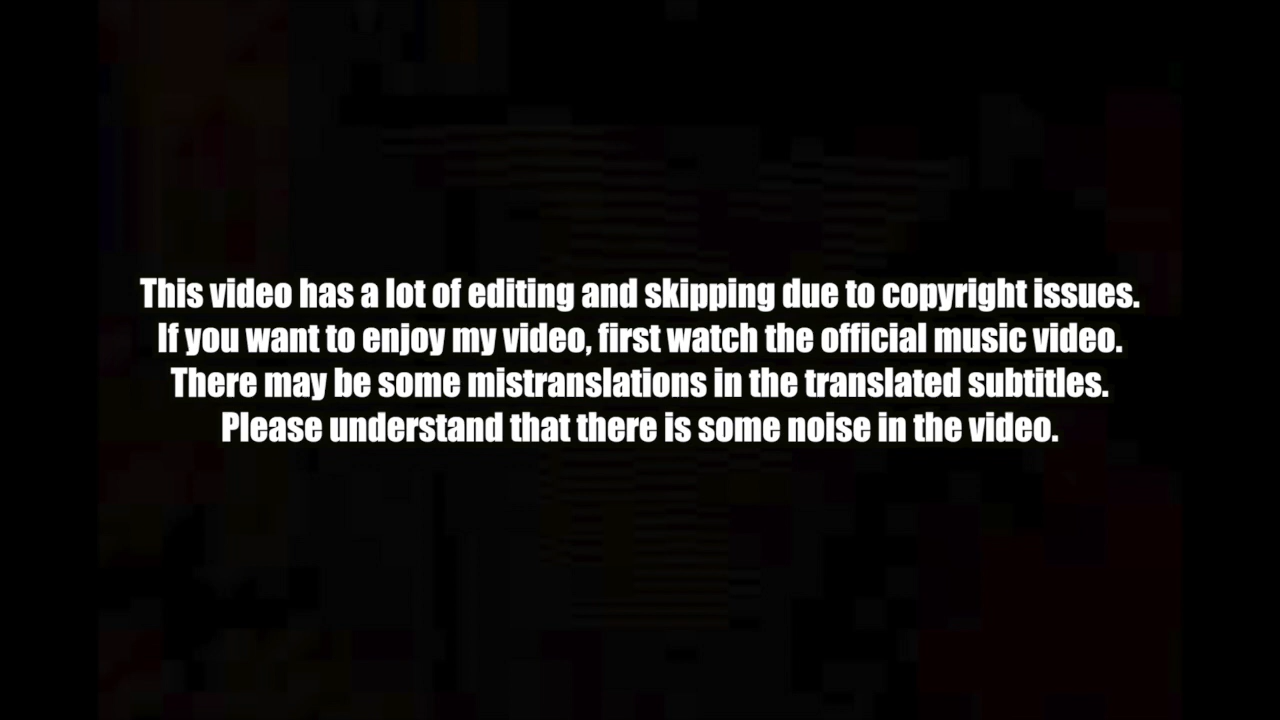 This video has a lot of editing and skipping due to copyright issues.
If you want to enjoy my video, first watch the official music video.
There may be some mistranslations in the translated subtitles.
Please understand that there is some noise in the video.